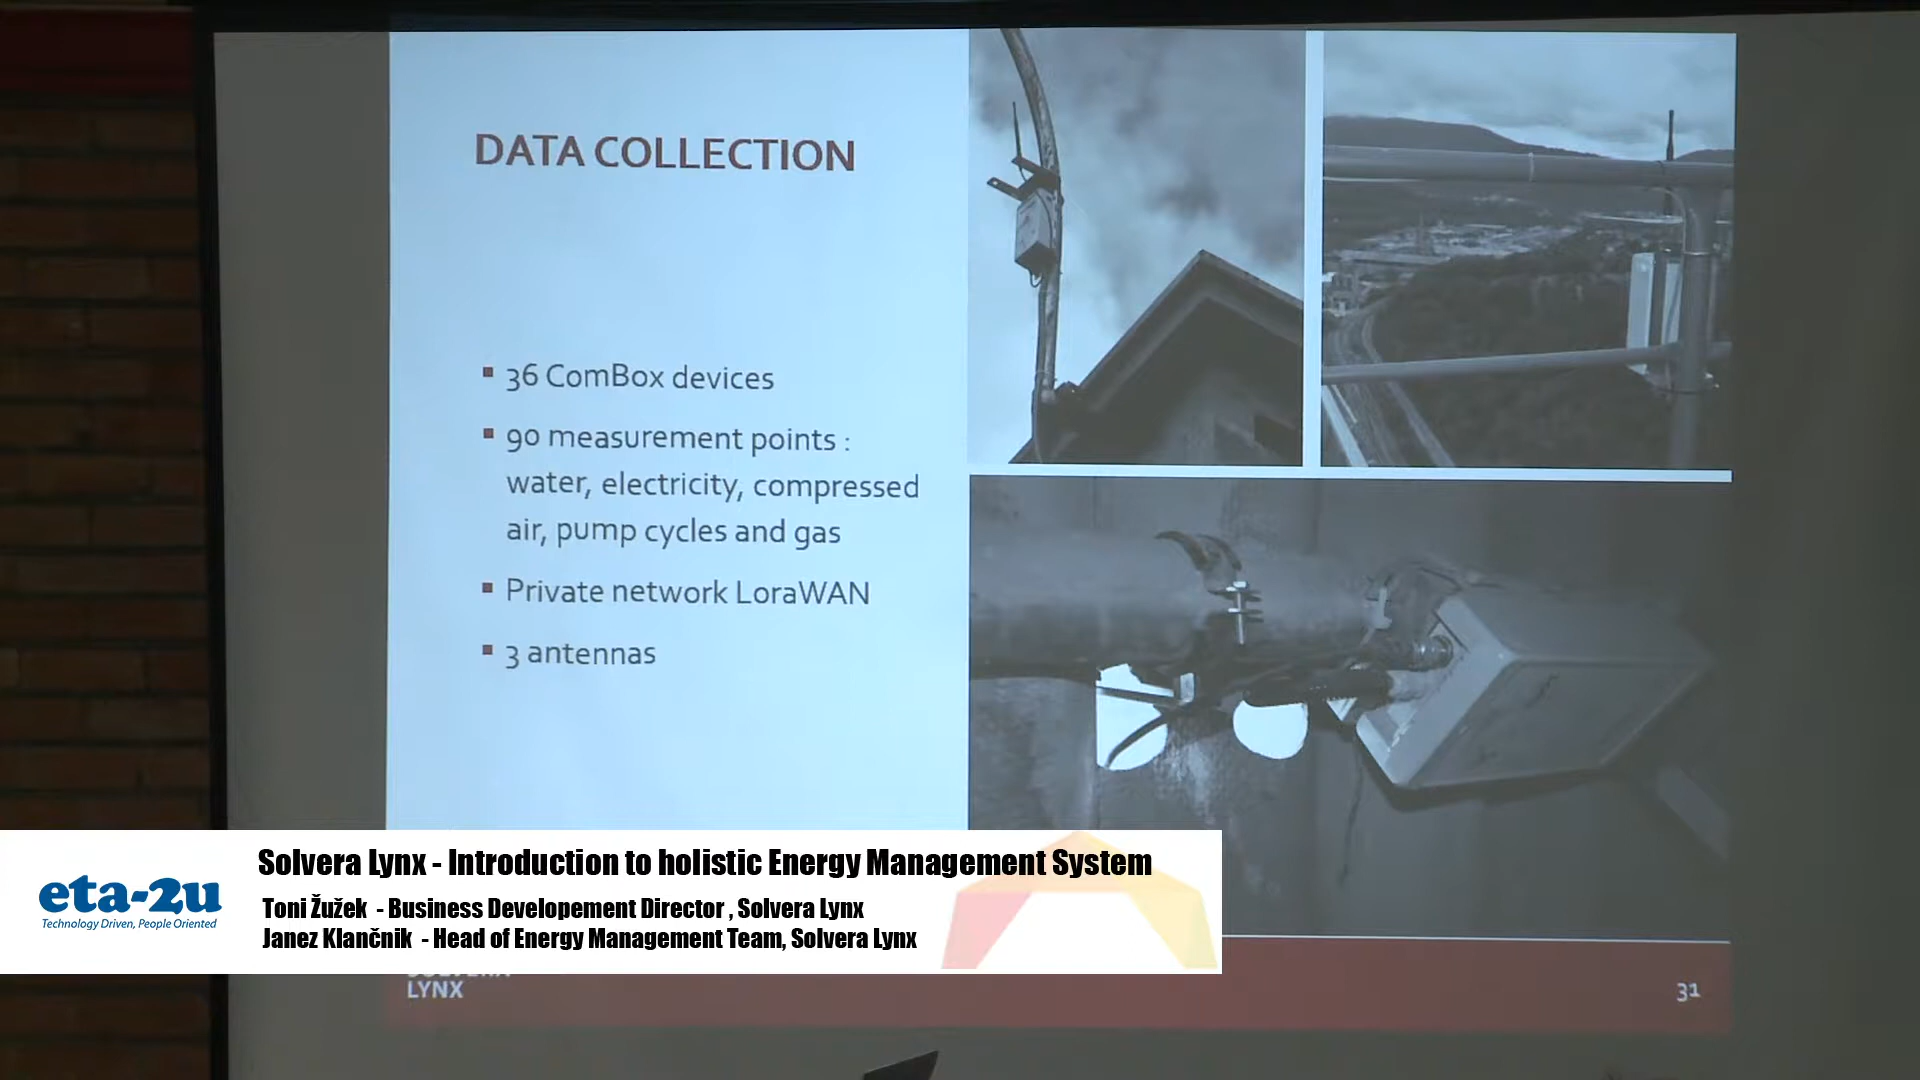 DATA COLLECTION
36 ComBox devices
90 measurement points :
water, electricity, compressed
air, pump cycles and gas
Private network LoraWAN
3 antennas
eta-2u
Technology Driven, People Oriented
Solvera Lynx - Introduction to holistic Energy Management System
Toni Žužek - Business Developement Director , Solvera Lynx
Janez Klančnik - Head of Energy Management Team, Solvera Lynx
SOLVERA
LYNX
31